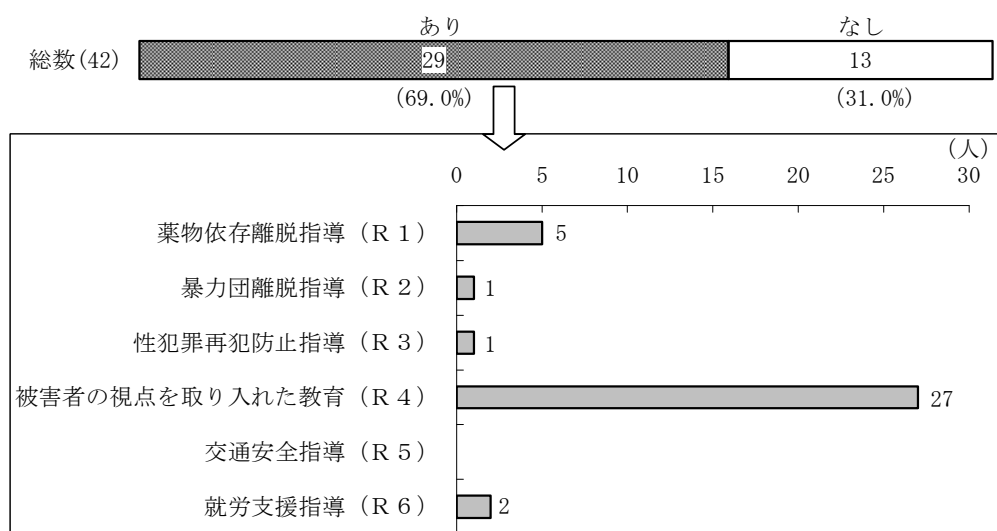 あり なし
総数(42) 29 13
(69.0%) (31.0%)
(人)
0 5 10 15 20 25 30
薬物依存離脱指導（Ｒ１） 5
暴力団離脱指導（Ｒ２） 1
性犯罪再犯防止指導（Ｒ３） 1
被害者の視点を取り入れた教育（Ｒ４） 27
交通安全指導（Ｒ５）
就労支援指導（Ｒ６） 2